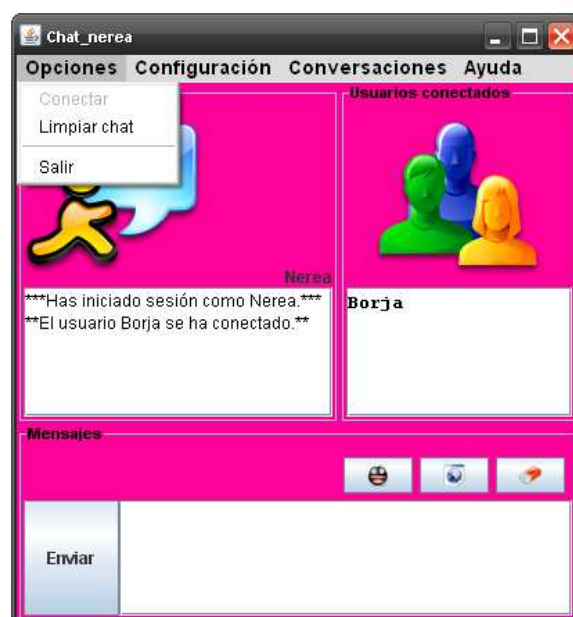 Chat_nerea
Opciones Configuración Conversaciones Ayuda
Conectar
Limpiar chat
Salir
Usuarios conectados
Nerea
***Has iniciado sesión como Nerea.***
**El usuario Borja se ha conectado.**
Borja
Mensajes
Enviar